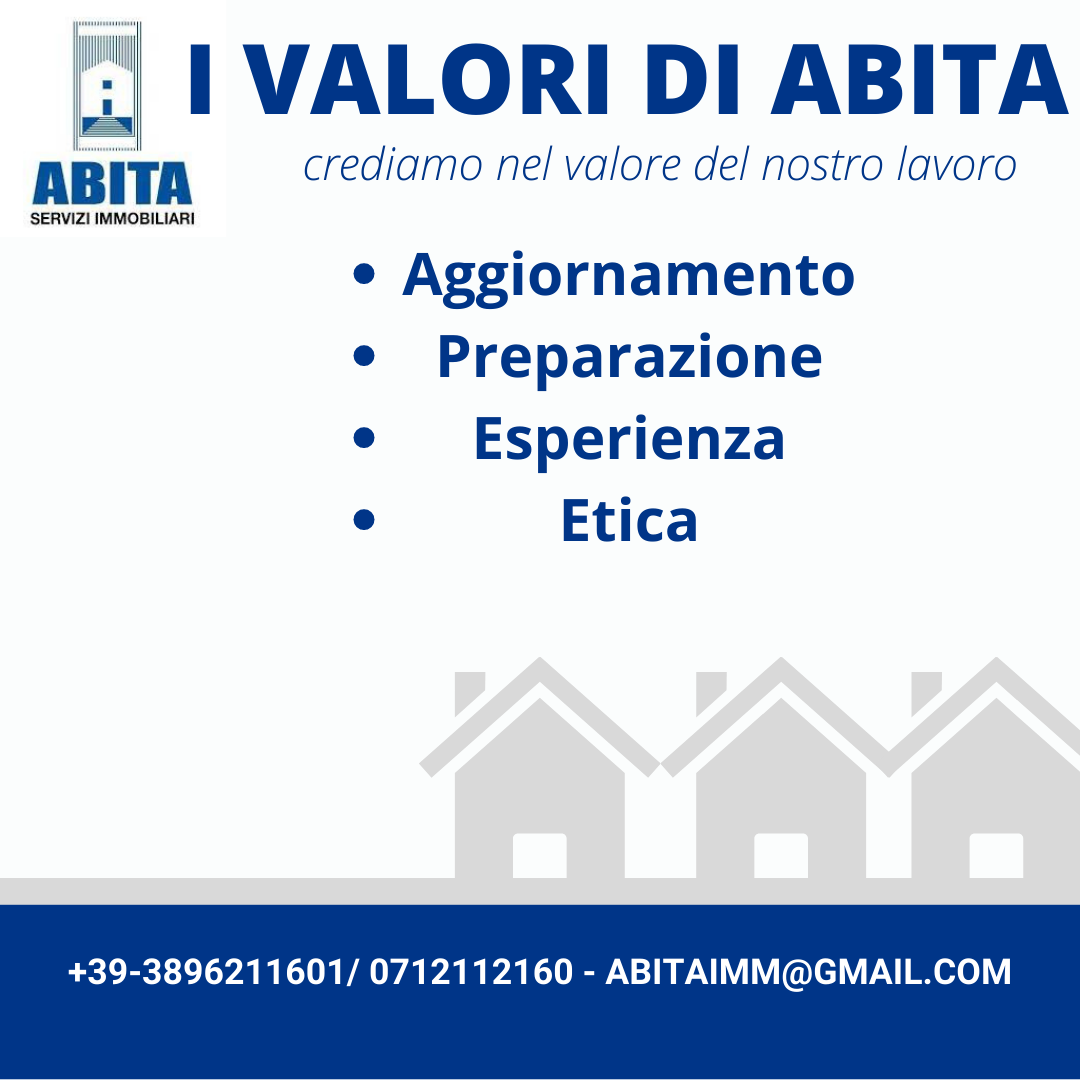 I VALORI DI ABITA
crediamo nel valore del nostro lavoro
ABITA
SERVIZI IMMOBILIARI
• Aggiornamento
• Preparazione
• Esperienza
• Etica
+39-3896211601/ 0712112160 - ABITAIMM@GMAIL.COM